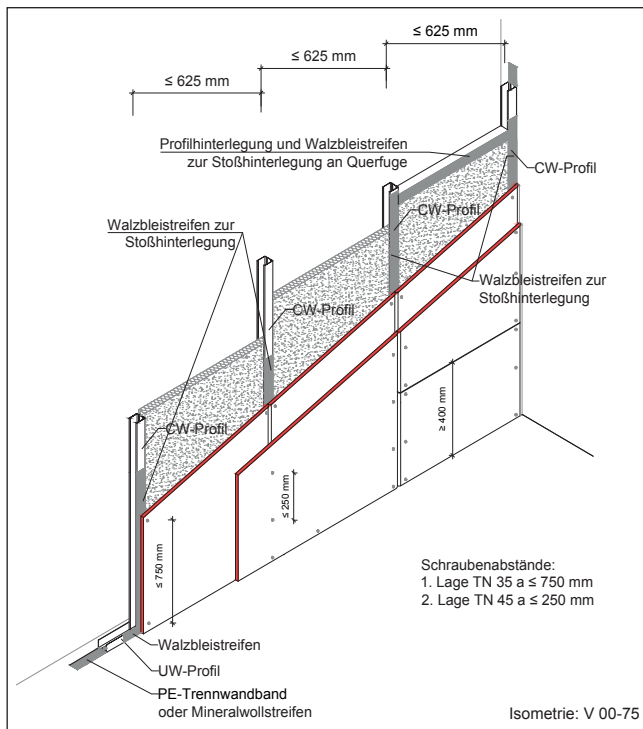 ≤ 625 mm
≤ 625 mm
≤ 625 mm
Profilhinterlegung und Walzbleistreifen
zur Stoßhinterlegung an Querfuge
CW-Profil
Walzbleistreifen zur
Stoßhinterlegung
CW-Profil
Walzbleistreifen zur
Stoßhinterlegung
CW-Profil
CW-Profil
≥ 400 mm
≤ 250 mm
≤ 750 mm
Schraubenabstände:
1. Lage TN 35 a ≤ 750 mm
2. Lage TN 45 a ≤ 250 mm
Walzbleistreifen
UW-Profil
PE-Trennwandband
oder Mineralwollstreifen
Isometrie: V 00-75